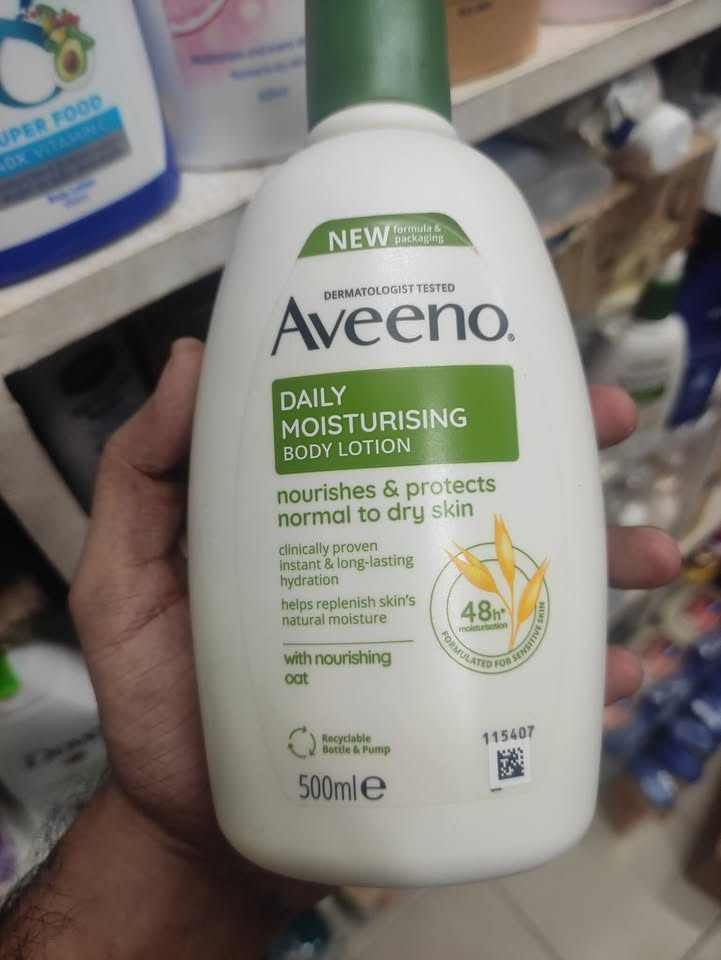 UPER FOOD
NEW formula &
packaging
DERMATOLOGIST TESTED
Aveeno.
DAILY
MOISTURISING
BODY LOTION
nourishes & protects
normal to dry skin
clinically proven
instant & long-lasting
hydration
helps replenish skin's
natural moisture
48h*
moisturisation
FORMULATED FOR SENSITIVE SKIN
with nourishing
oat
Recyclable
Bottle & Pump
115407
500ml e